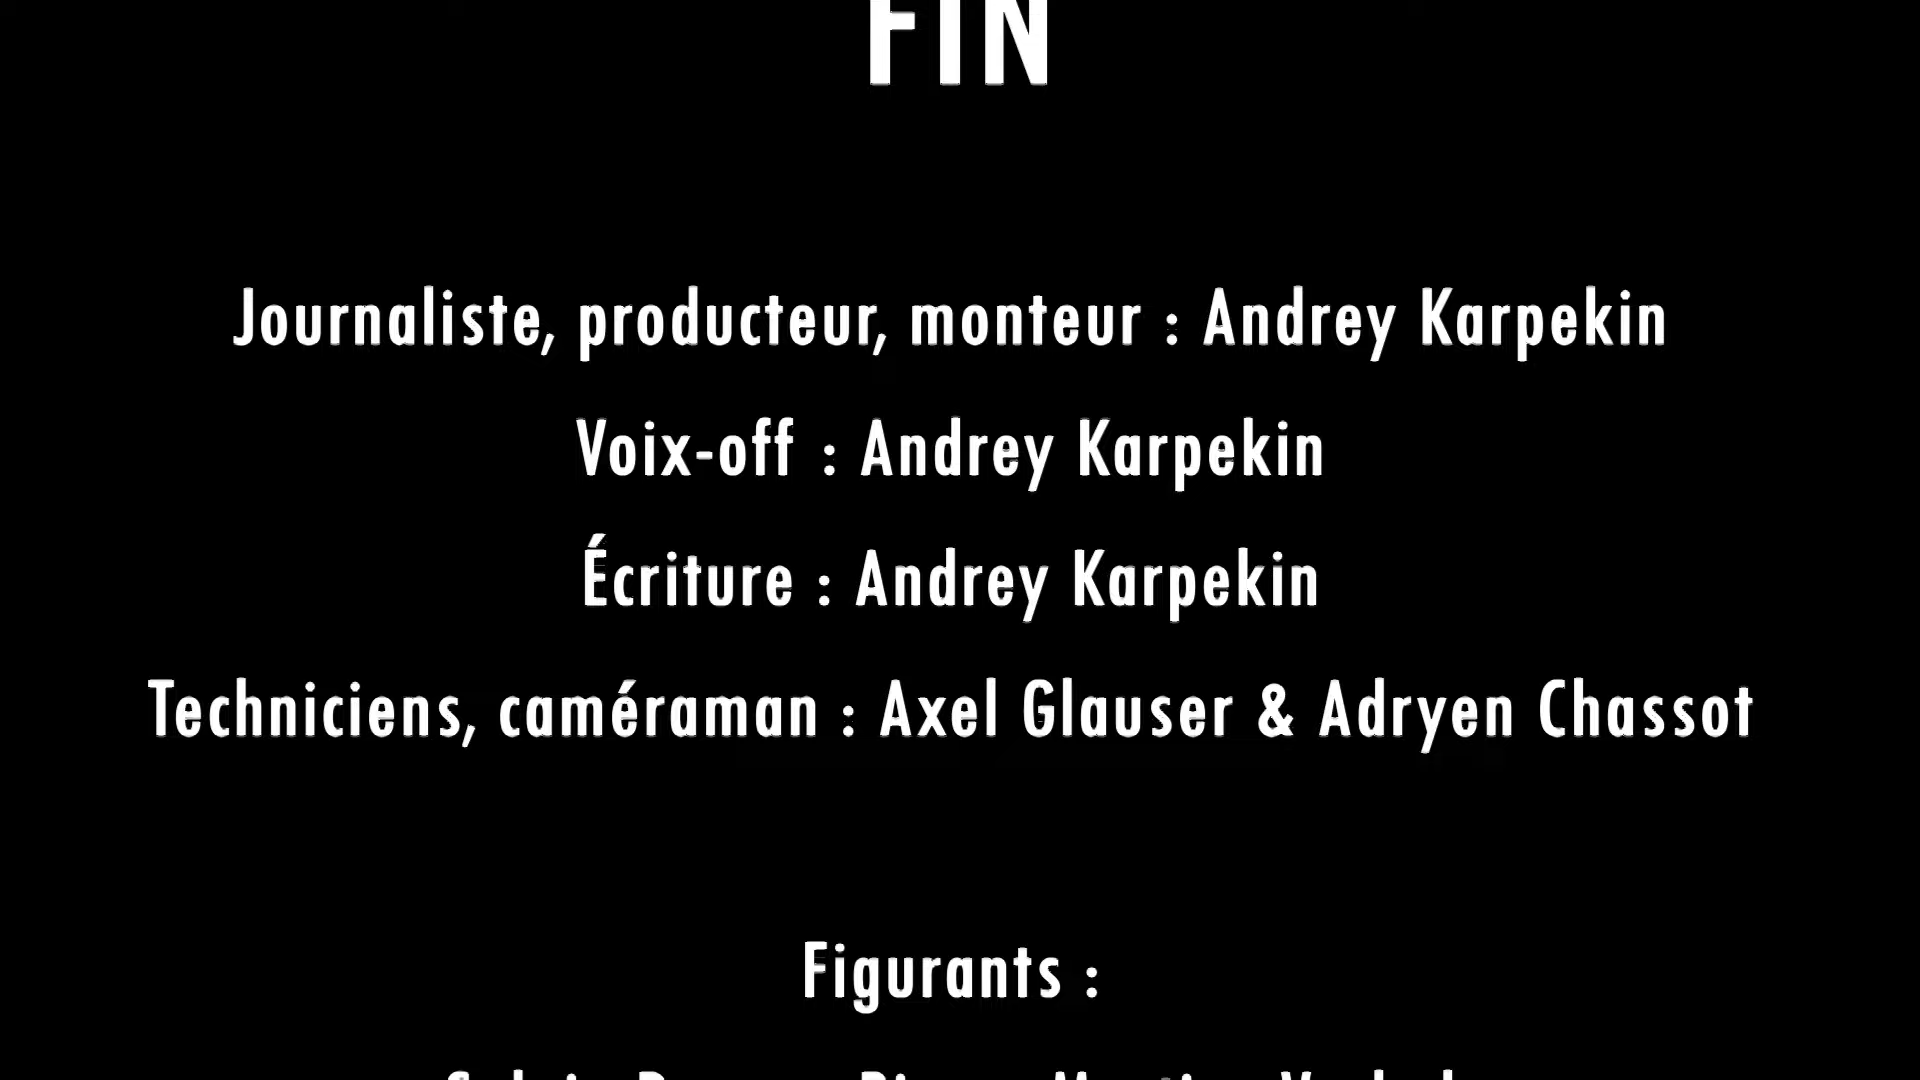 FIN
Journaliste, producteur, monteur : Andrey Karpekin
Voix-off : Andrey Karpekin
Écriture : Andrey Karpekin
Techniciens, caméraman : Axel Glauser & Adryen Chassot
Figurants :